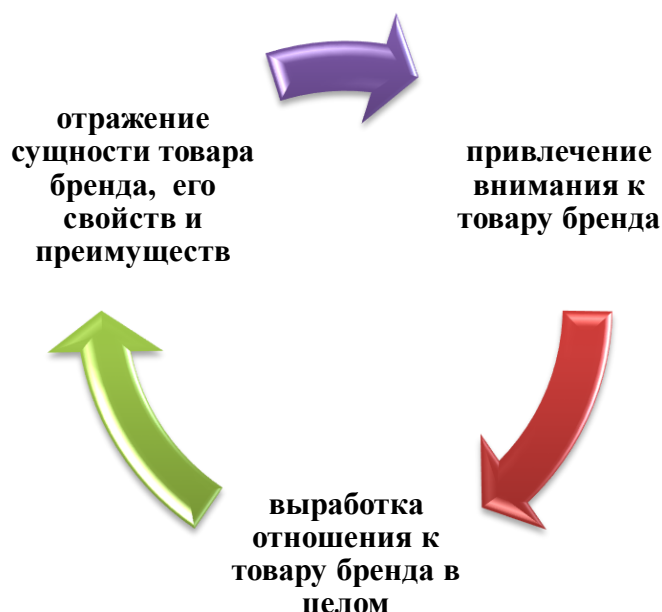 отражение
сущности товара
бренда, его
свойств и
преимуществ
привлечение
внимания к
товару бренда
выработка
отношения к
товару бренда в
целом